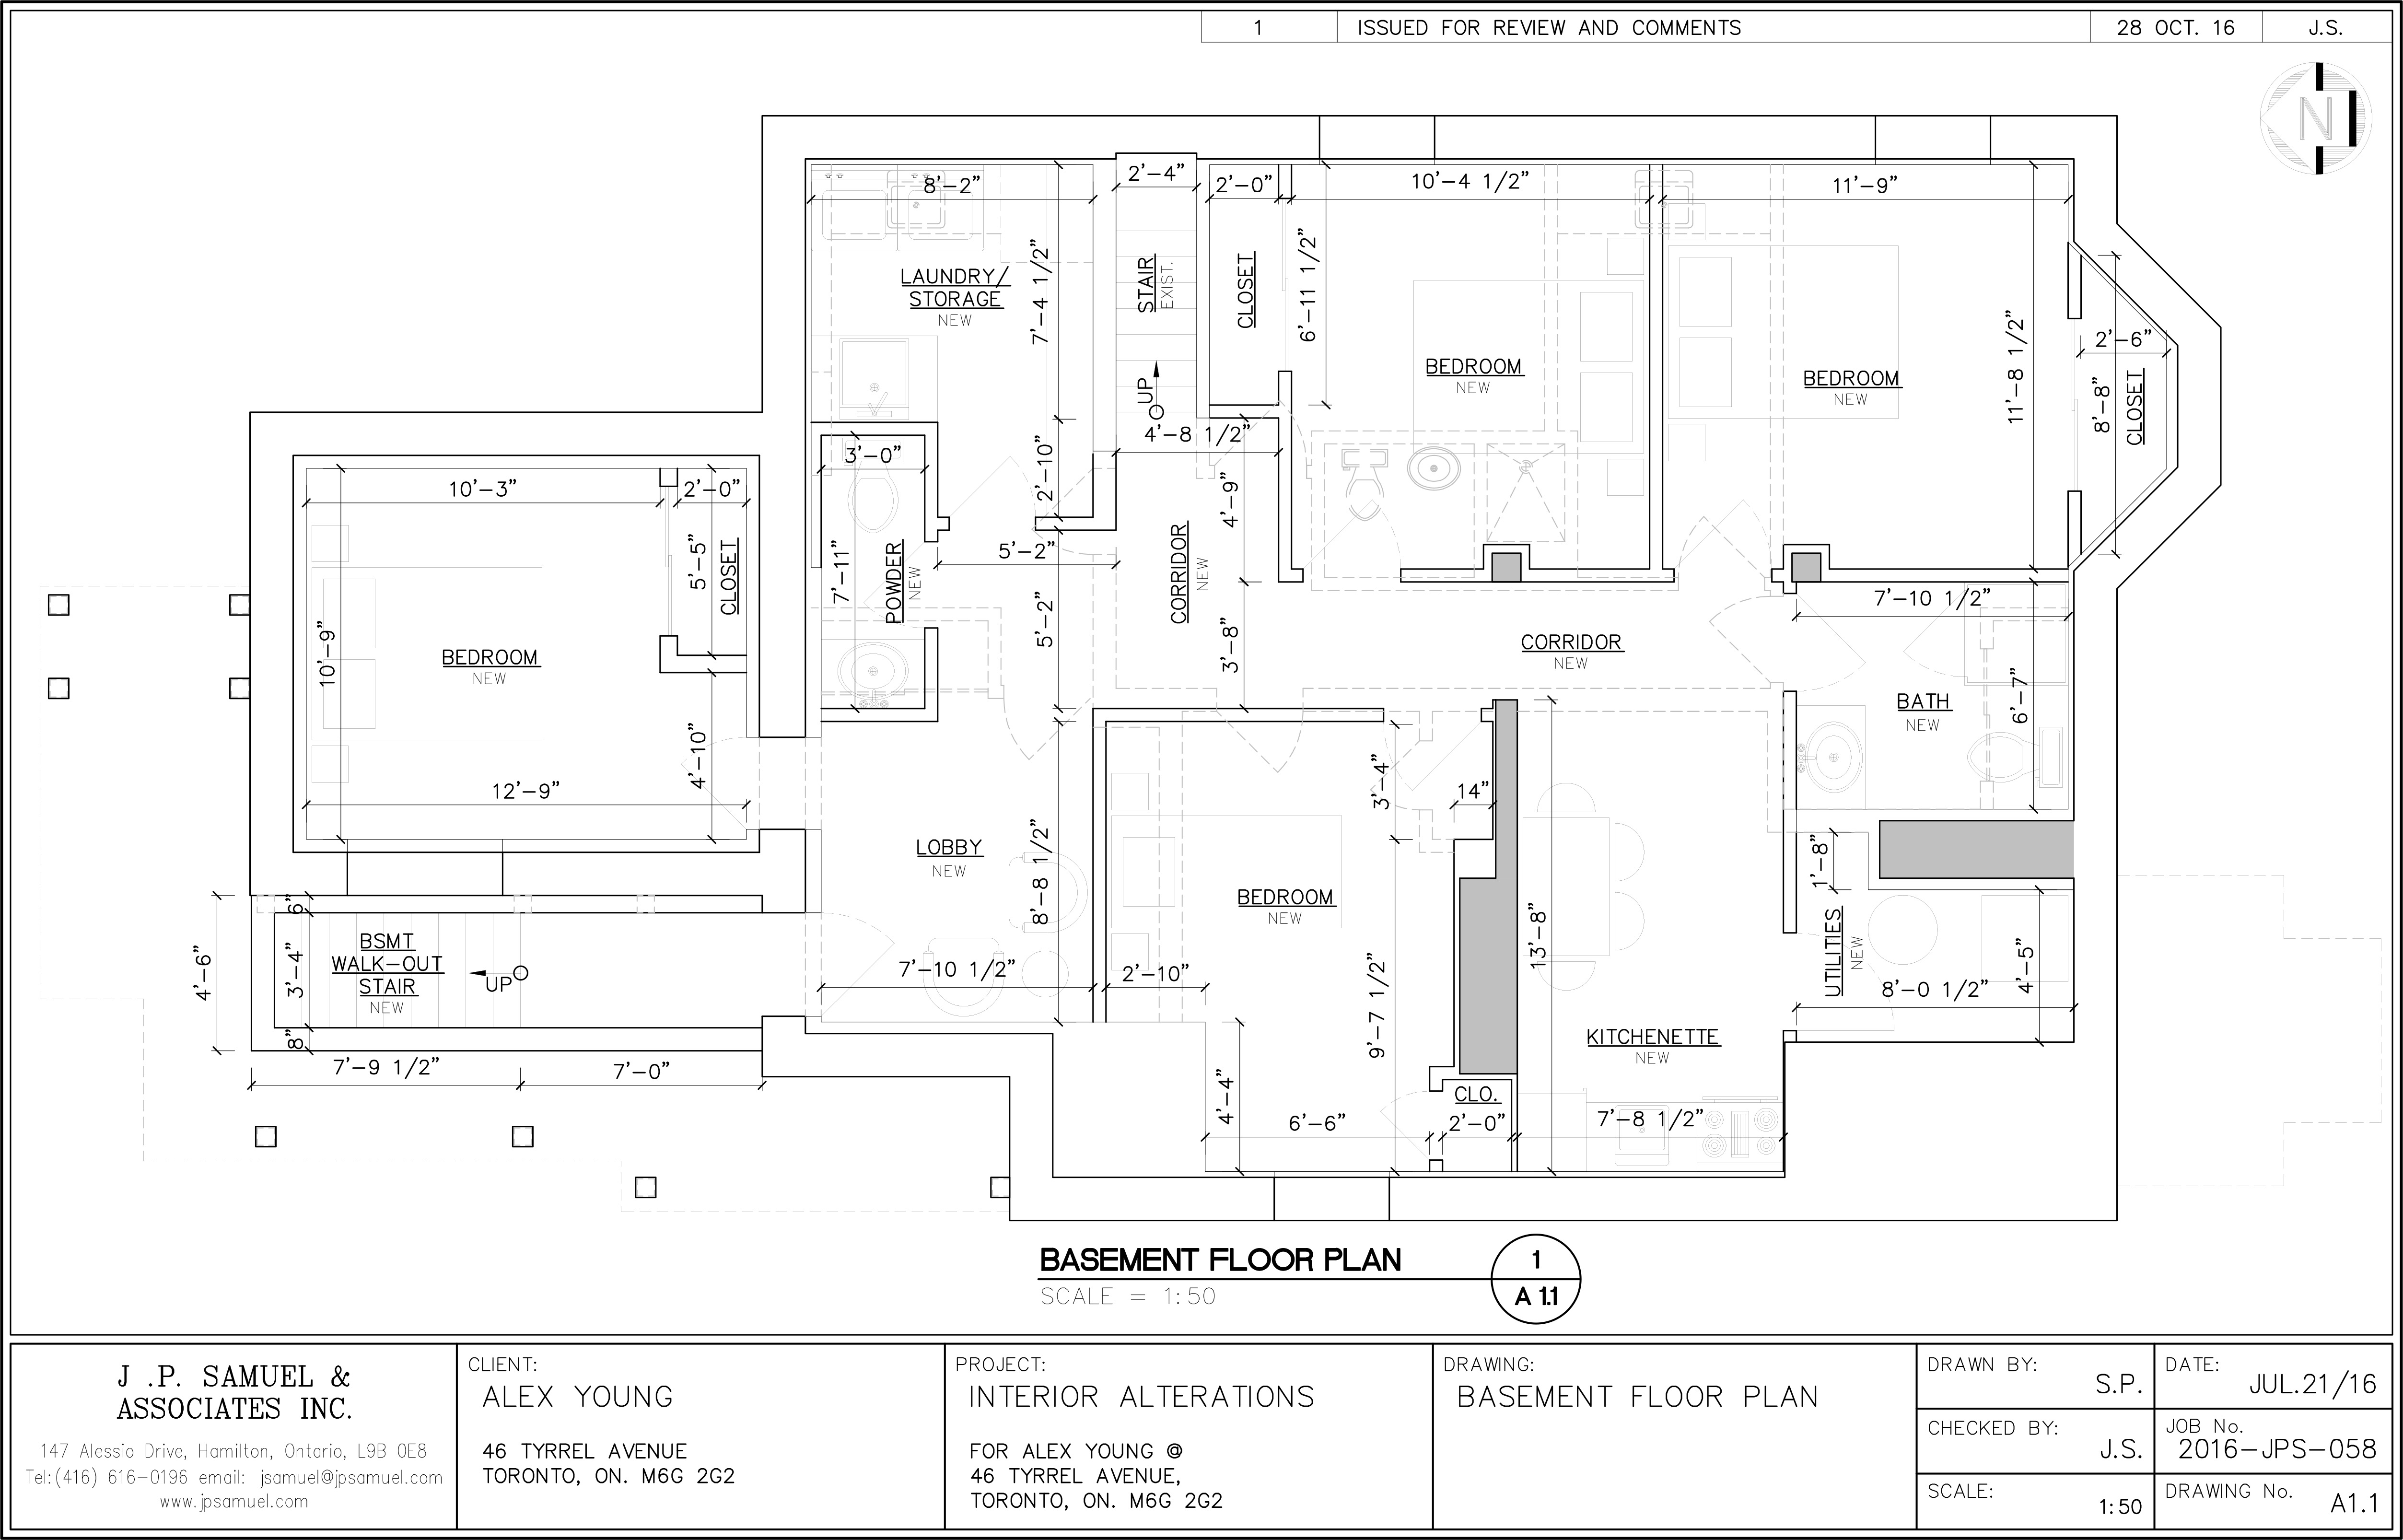 1 ISSUED FOR REVIEW AND COMMENTS 28 OCT. 16 J.S.
N
8'-2"
2'-4"
2'-0"
10'-4 1/2"
11'-9"
LAUNDRY/
STORAGE
NEW
7'-4 1/2"
STAIR
EXIST.
UP
CLOSET
6'-11 1/2"
BEDROOM
NEW
BEDROOM
NEW
11'-8 1/2"
2'-6"
8'-8"
CLOSET
4'-8 1/2"
2'-10"
3'-0"
10'-3"
2'-0"
5'-5"
CLOSET
10'-9"
BEDROOM
NEW
4'-10"
12'-9"
7'-11"
POWDER
NEW
5'-2"
5'-2"
4'-9"
CORRIDOR
NEW
3'-8"
CORRIDOR
NEW
7'-10 1/2"
BATH
NEW
6'-7"
LOBBY
NEW
8'-8 1/2"
7'-10 1/2"
2'-10"
BEDROOM
NEW
3'-4"
14"
9'-7 1/2"
13'-8"
1'-8"
UTILITIES
NEW
8'-0 1/2"
4'-5"
KITCHENETTE
NEW
6"
4'-6"
3'-4"
8"
BSMT
WALK-OUT
STAIR
NEW
UP
7'-9 1/2"
7'-0"
4'-4"
6'-6"
CLO.
2'-0"
7'-8 1/2"
BASEMENT FLOOR PLAN
SCALE = 1:50
1
A 1.1
J .P. SAMUEL &
ASSOCIATES INC.
147 Alessio Drive, Hamilton, Ontario, L9B 0E8
Tel:(416) 616-0196 email: jsamuel@jpsamuel.com
www.jpsamuel.com
CLIENT:
ALEX YOUNG
46 TYRREL AVENUE
TORONTO, ON. M6G 2G2
PROJECT:
INTERIOR ALTERATIONS
FOR ALEX YOUNG @
46 TYRREL AVENUE,
TORONTO, ON. M6G 2G2
DRAWING:
BASEMENT FLOOR PLAN
DRAWN BY:
S.P.
DATE:
JUL.21/16
CHECKED BY:
J.S.
JOB No.
2016-JPS-058
SCALE:
1:50
DRAWING No.
A1.1